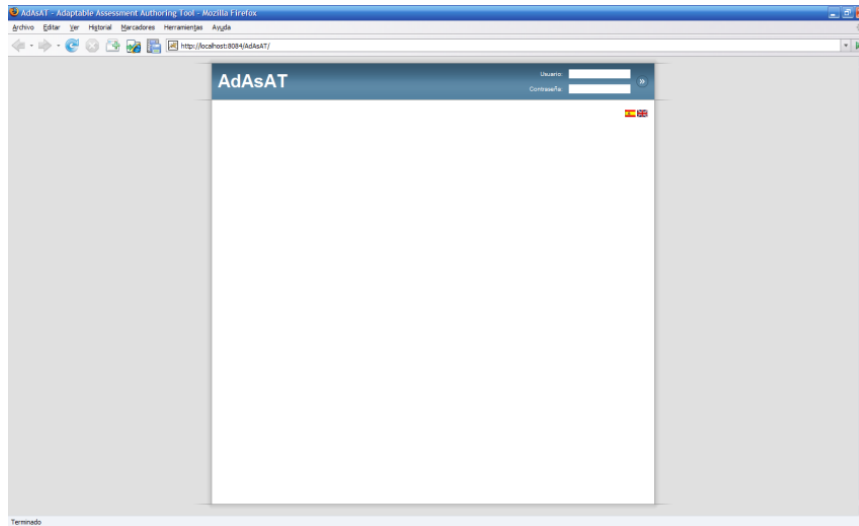 AdAsAT - Adaptable Assessment Authoring Tool - Mozilla Firefox
Archivo Editar Ver Historial Marcadores Herramientas Ayuda
http://localhost:8084/AdAsAT/
AdAsAT
Usuario
Contraseña
Terminado